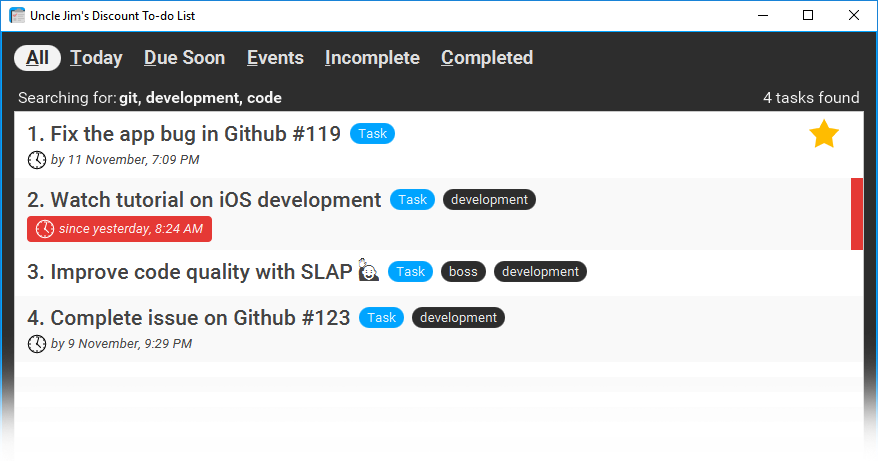 Uncle Jim's Discount To-do List
All Today Due Soon Events Incomplete Completed
Searching for: git, development, code 4 tasks found
1. Fix the app bug in Github #119 Task
by 11 November, 7:09 PM
2. Watch tutorial on iOS development Task development
since yesterday, 8:24 AM
3. Improve code quality with SLAP Task boss development
4. Complete issue on Github #123 Task development
by 9 November, 9:29 PM